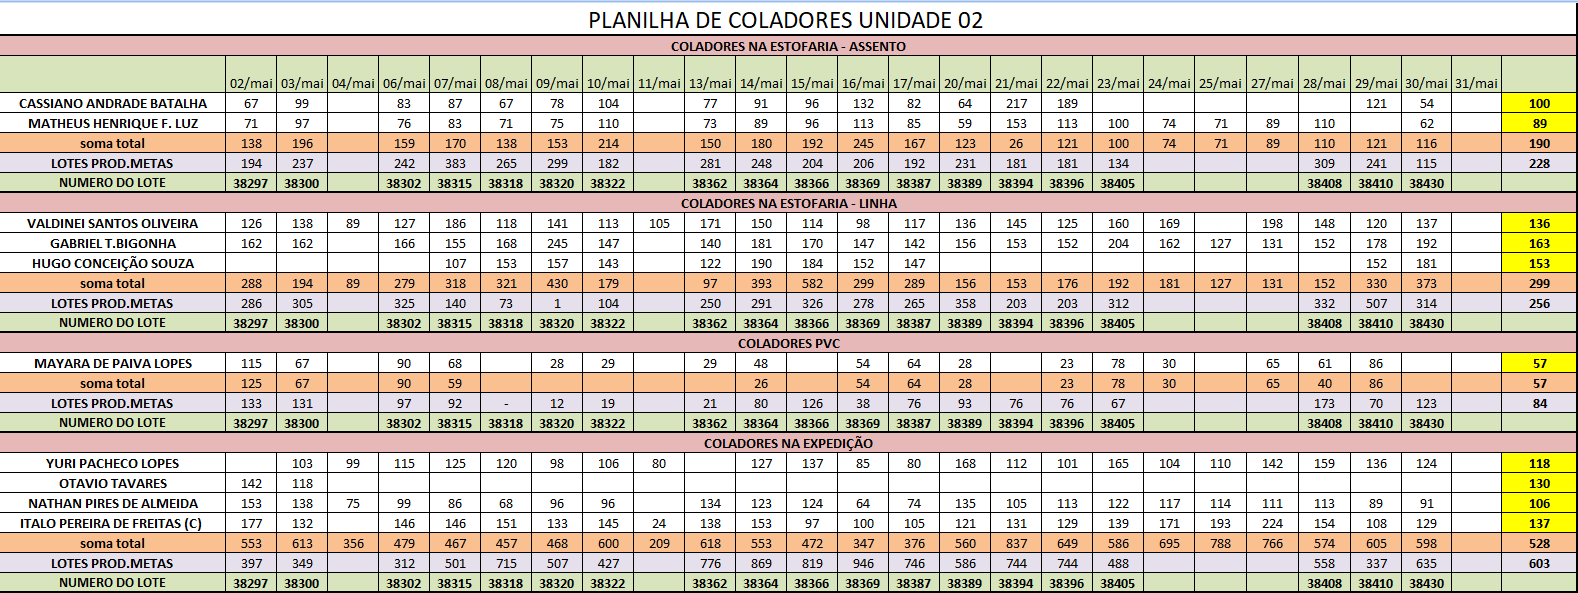 PLANILHA DE COLADORES UNIDADE 02
COLADORES NA ESTOFARIA - ASSENTO
02/mai 03/mai 04/mai 06/mai 07/mai 08/mai 09/mai 10/mai 11/mai 13/mai 14/mai 15/mai 16/mai 17/mai 20/mai 21/mai 22/mai 23/mai 24/mai 25/mai 27/mai 28/mai 29/mai 30/mai 31/mai
CASSIANO ANDRADE BATALHA 67 99 83 87 67 78 104 77 91 96 132 82 64 217 189 121 54 100
MATHEUS HENRIQUE F. LUZ 71 97 76 83 71 75 110 73 89 96 113 85 59 153 113 100 74 71 89 110 62 89
soma total 138 196 159 170 138 153 214 150 180 192 245 167 123 26 121 100 74 71 89 110 121 116 190
LOTES PROD.METAS 194 237 242 383 265 299 182 281 248 204 206 192 231 181 181 134 309 241 115 228
NUMERO DO LOTE 38297 38300 38302 38315 38318 38320 38322 38362 38364 38366 38369 38387 38389 38394 38396 38405 38408 38410 38430
COLADORES NA ESTOFARIA - LINHA
VALDINEI SANTOS OLIVEIRA 126 138 89 127 186 118 141 113 105 171 150 114 98 117 136 145 125 160 169 198 148 120 137 136
GABRIEL T.BIGONHA 162 162 166 155 168 245 147 140 181 170 147 142 156 153 152 204 162 127 131 152 178 192 163
HUGO CONCEIÇÃO SOUZA 107 153 157 143 122 190 184 152 147 152 181 153
soma total 288 194 89 279 318 321 430 179 97 393 582 299 289 156 153 176 192 181 127 131 152 330 373 299
LOTES PROD.METAS 286 305 325 140 73 1 104 250 291 326 278 265 358 203 203 312 332 507 314 256
NUMERO DO LOTE 38297 38300 38302 38315 38318 38320 38322 38362 38364 38366 38369 38387 38389 38394 38396 38405 38408 38410 38430
COLADORES PVC
MAYARA DE PAIVA LOPES 115 67 90 68 28 29 29 48 54 64 28 23 78 30 65 61 86 57
soma total 125 67 90 59 26 54 64 28 23 78 30 65 40 86 57
LOTES PROD.METAS 133 131 97 92 - 12 19 21 80 126 38 76 93 76 76 67 173 70 123 84
NUMERO DO LOTE 38297 38300 38302 38315 38318 38320 38322 38362 38364 38366 38369 38387 38389 38394 38396 38405 38408 38410 38430
COLADORES NA EXPEDIÇÃO
YURI PACHECO LOPES 103 99 115 125 120 98 106 80 127 137 85 80 168 112 101 165 104 110 142 159 136 124 118
OTAVIO TAVARES 142 118 130
NATHAN PIRES DE ALMEIDA 153 138 75 99 86 68 96 96 134 123 124 64 74 135 105 113 122 117 114 111 113 89 91 106
ITALO PEREIRA DE FREITAS (C) 177 132 146 146 151 133 145 24 138 153 97 100 105 121 131 129 139 171 193 224 154 108 129 137
soma total 553 613 356 479 467 457 468 600 209 618 553 472 347 376 560 837 649 586 695 788 766 574 605 598 528
LOTES PROD.METAS 397 349 312 501 715 507 427 776 869 819 946 746 586 744 744 488 558 337 635 603
NUMERO DO LOTE 38297 38300 38302 38315 38318 38320 38322 38362 38364 38366 38369 38387 38389 38394 38396 38405 38408 38410 38430